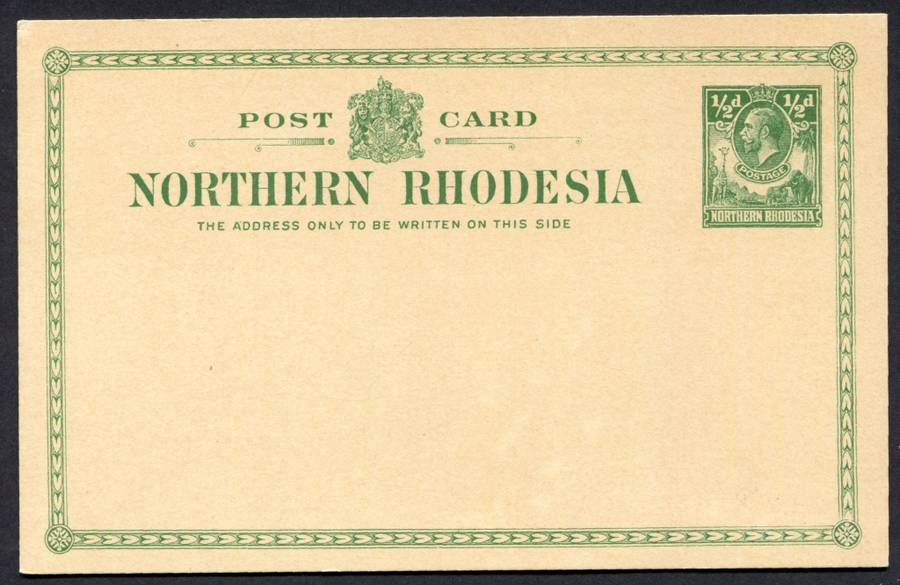 POST CARD
NORTHERN RHODESIA
THE ADDRESS ONLY TO BE WRITTEN ON THIS SIDE
½d ½d
POSTAGE
NORTHERN RHODESIA